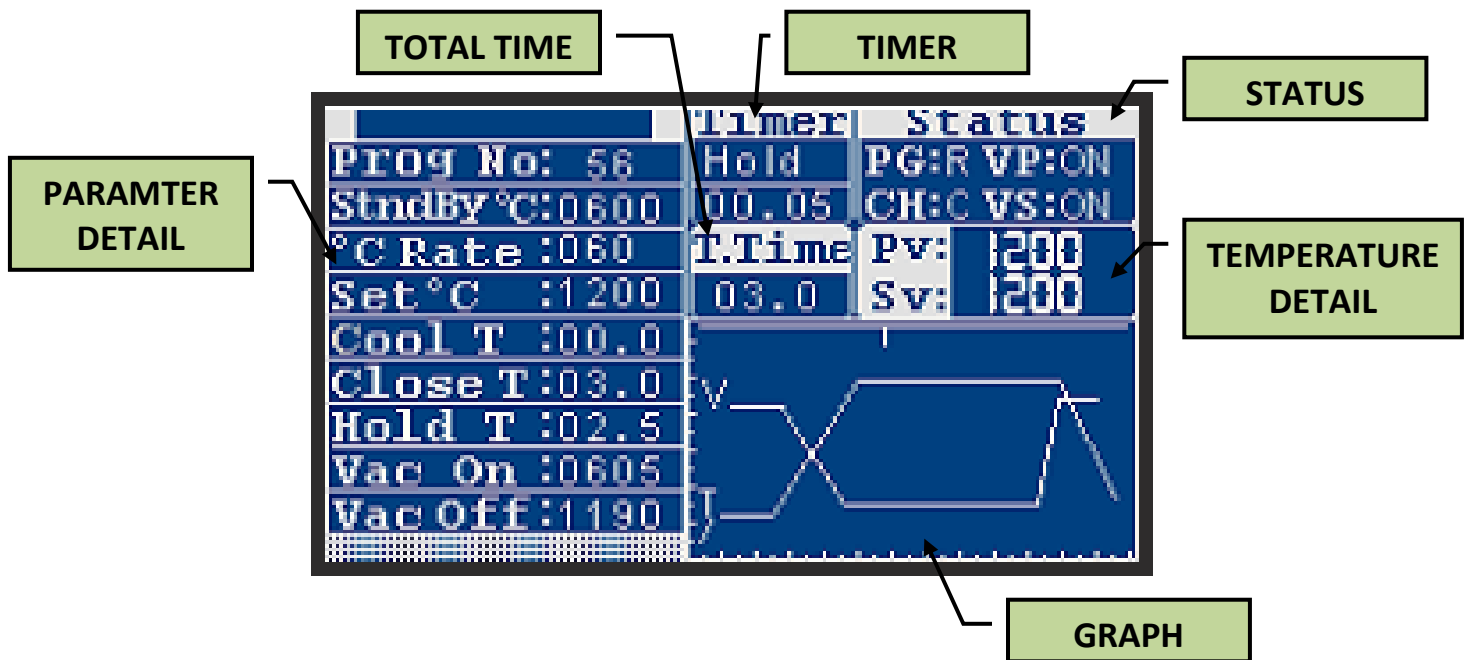 TOTAL TIME
TIMER
STATUS
PARAMTER
DETAIL
TEMPERATURE
DETAIL
GRAPH
Timer
Status
Prog No: 56
Hold
PG:R VP:ON
StndBy °C:0600
00.05
CH:C VS:ON
°C Rate :060
T.Time
Pv: 1200
Set°C :1200
03.0
Sv: 1200
Cool T :00.0
Close T:03.0
V
Hold T :02.5
Vac On :0605
Vac Off:1190